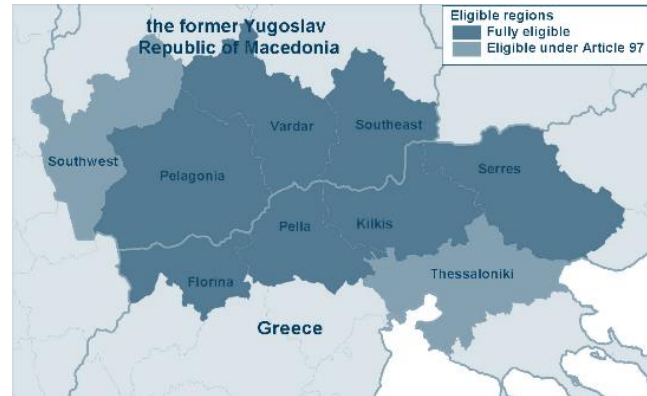 the former Yugoslav
Republic of Macedonia
Eligible regions
Fully eligible
Eligible under Article 97
Southwest
Pelagonia
Vardar
Southeast
Serres
Pella
Kilkis
Florina
Thessaloniki
Greece